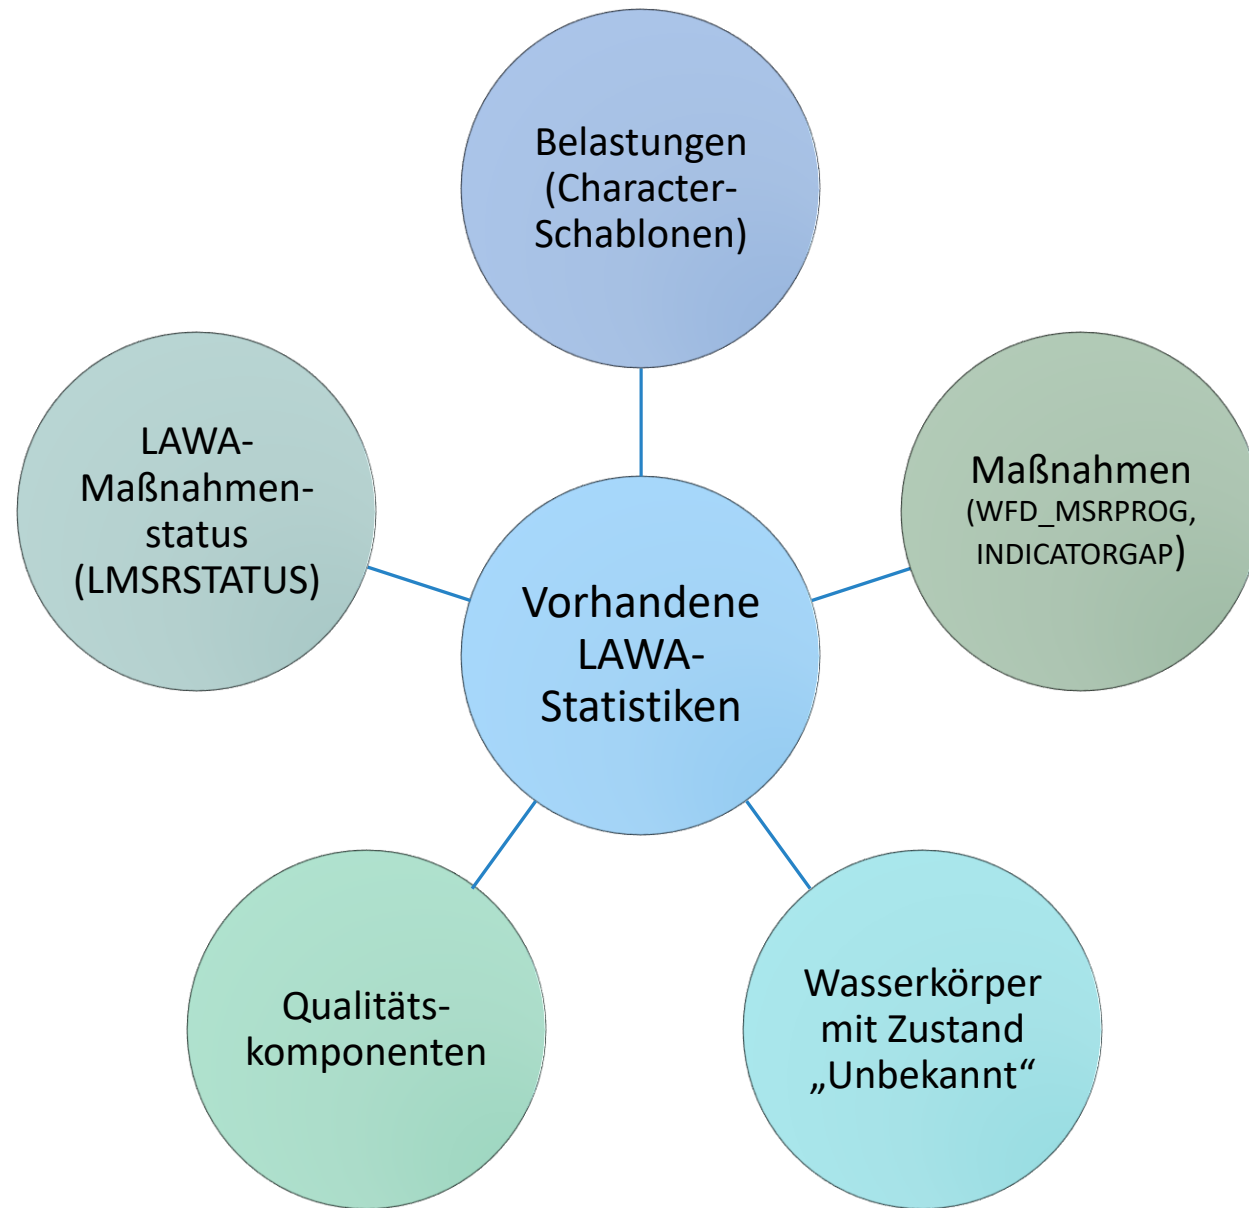 Belastungen
(Character-
Schablonen)
LAWA-
Maßnahmen-
status
(LMSRSTATUS)
Maßnahmen
(WFD_MSRPROG,
INDICATORGAP)
Vorhandene
LAWA-
Statistiken
Qualitäts-
komponenten
Wasserkörper
mit Zustand
„Unbekannt“